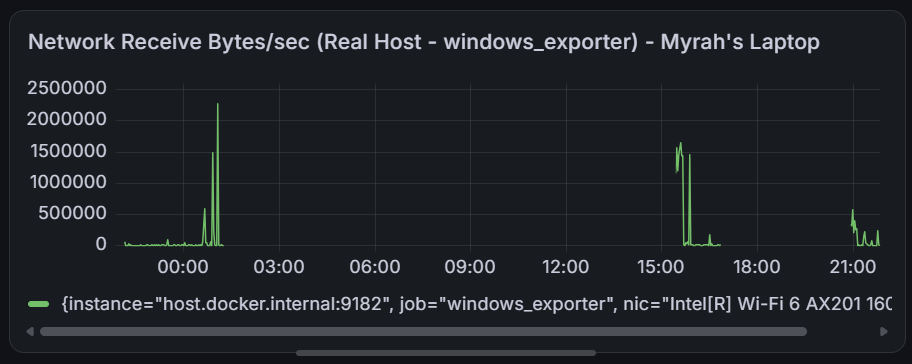 Network Receive Bytes/sec (Real Host - windows_exporter) - Myrah's Laptop
2500000
2000000
1500000
1000000
500000
0
00:00 03:00 06:00 09:00 12:00 15:00 18:00 21:00
{instance="host.docker.internal:9182", job="windows_exporter", nic="Intel[R] Wi-Fi 6 AX201 160